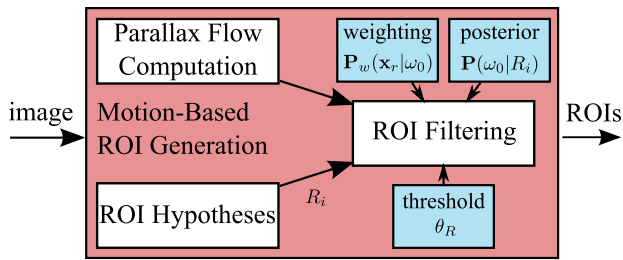 image
Parallax Flow
Computation
Motion-Based
ROI Generation
ROI Hypotheses
R_i
weighting
P_w(x_r|ω_0)
posterior
P(ω_0|R_i)
ROI Filtering
threshold
θ_R
ROIs